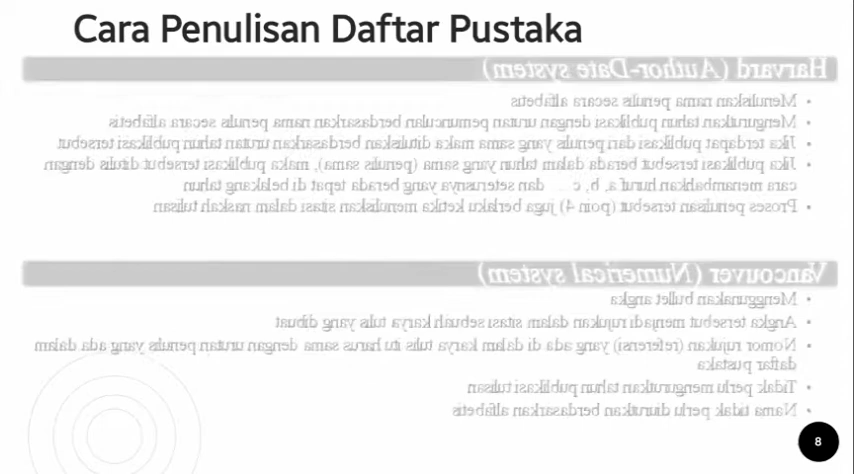 Cara Penulisan Daftar Pustaka
Harvard (Author-Date system)
• Menuliskan nama penulis secara alfabetis
• Mengurutkan tahun publikasi dengan urutan pemunculan berdasarkan nama penulis secara alfabetis
• Jika terdapat publikasi dari penulis yang sama maka dituliskan berdasarkan urutan tahun publikasi tersebut
• Jika publikasi tersebut berada dalam tahun yang sama (penulis sama), maka publikasi tersebut ditulis dengan
cara menambahkan huruf a, b, c ... dan seterusnya yang berada tepat di belakang tahun
• Proses penulisan tersebut (poin 4) juga berlaku ketika menuliskan sitasi dalam naskah tulisan
Vancouver (Numerical system)
• Menggunakan bullet angka
• Angka tersebut menjadi rujukan dalam sitasi sebuah karya tulis yang dibuat
• Nomor rujukan (referensi) yang ada di dalam karya tulis itu harus sama dengan urutan penulis yang ada dalam
daftar pustaka
• Tidak perlu mengurutkan tahun publikasi tulisan
• Nama tidak perlu diurutkan berdasarkan alfabetis
8